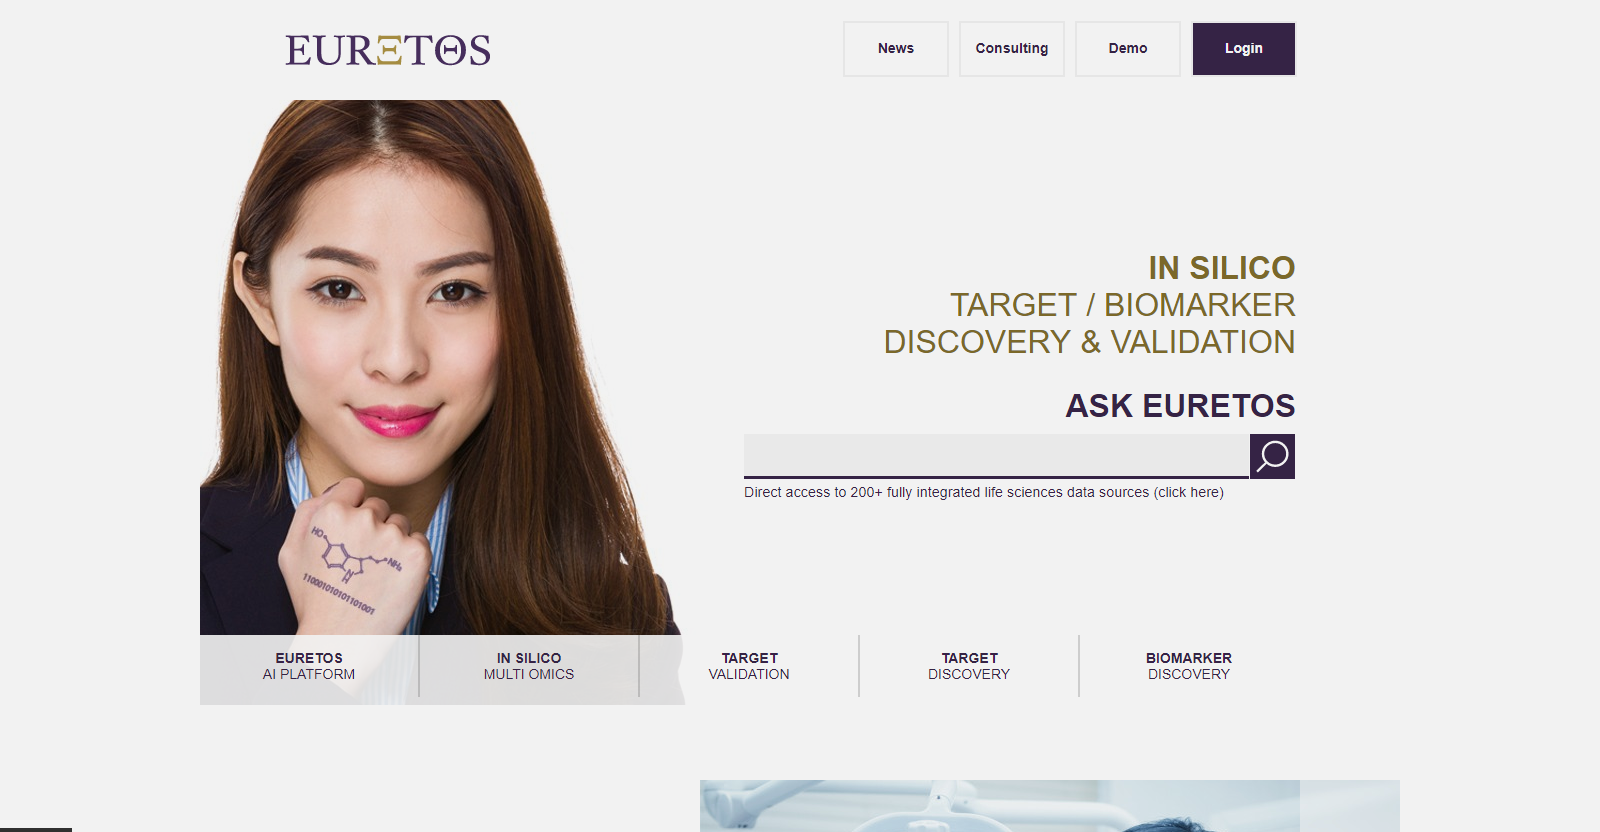 EURΞTΘS
News
Consulting
Demo
Login
IN SILICO
TARGET / BIOMARKER
DISCOVERY & VALIDATION
ASK EURETOS
Direct access to 200+ fully integrated life sciences data sources (click here)
HO
NH₂
N
H
11000101010110101001
EURETOS
AI PLATFORM
IN SILICO
MULTI OMICS
TARGET
VALIDATION
TARGET
DISCOVERY
BIOMARKER
DISCOVERY